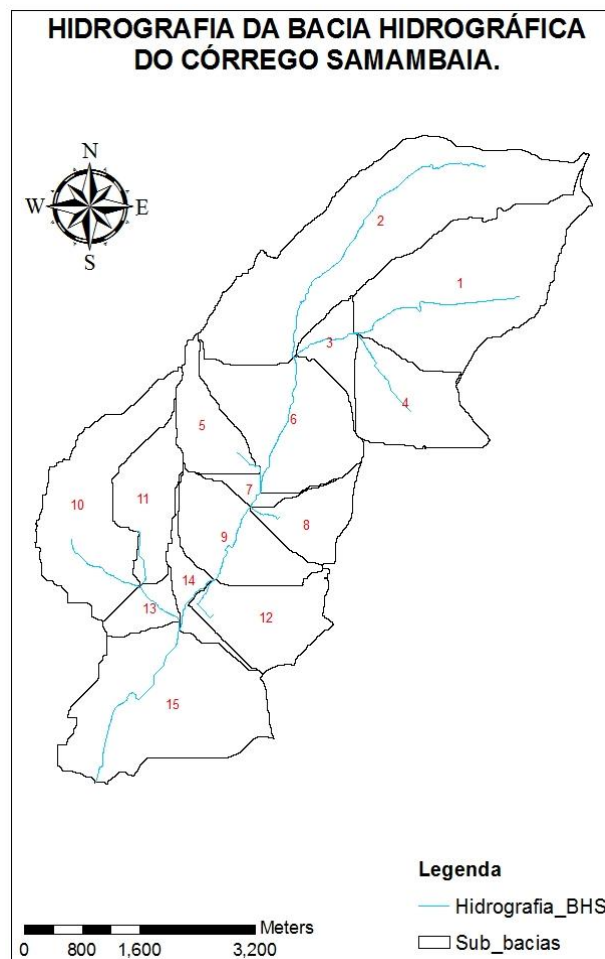 HIDROGRAFIA DA BACIA HIDROGRÁFICA
DO CÓRREGO SAMAMBAIA.
N
W E
S
2
1
3
4
5
6
7
8
9
10
11
14
13
12
15
Legenda
Hidrografia_BHS
Sub_bacias
Meters
0 800 1,600 3,200